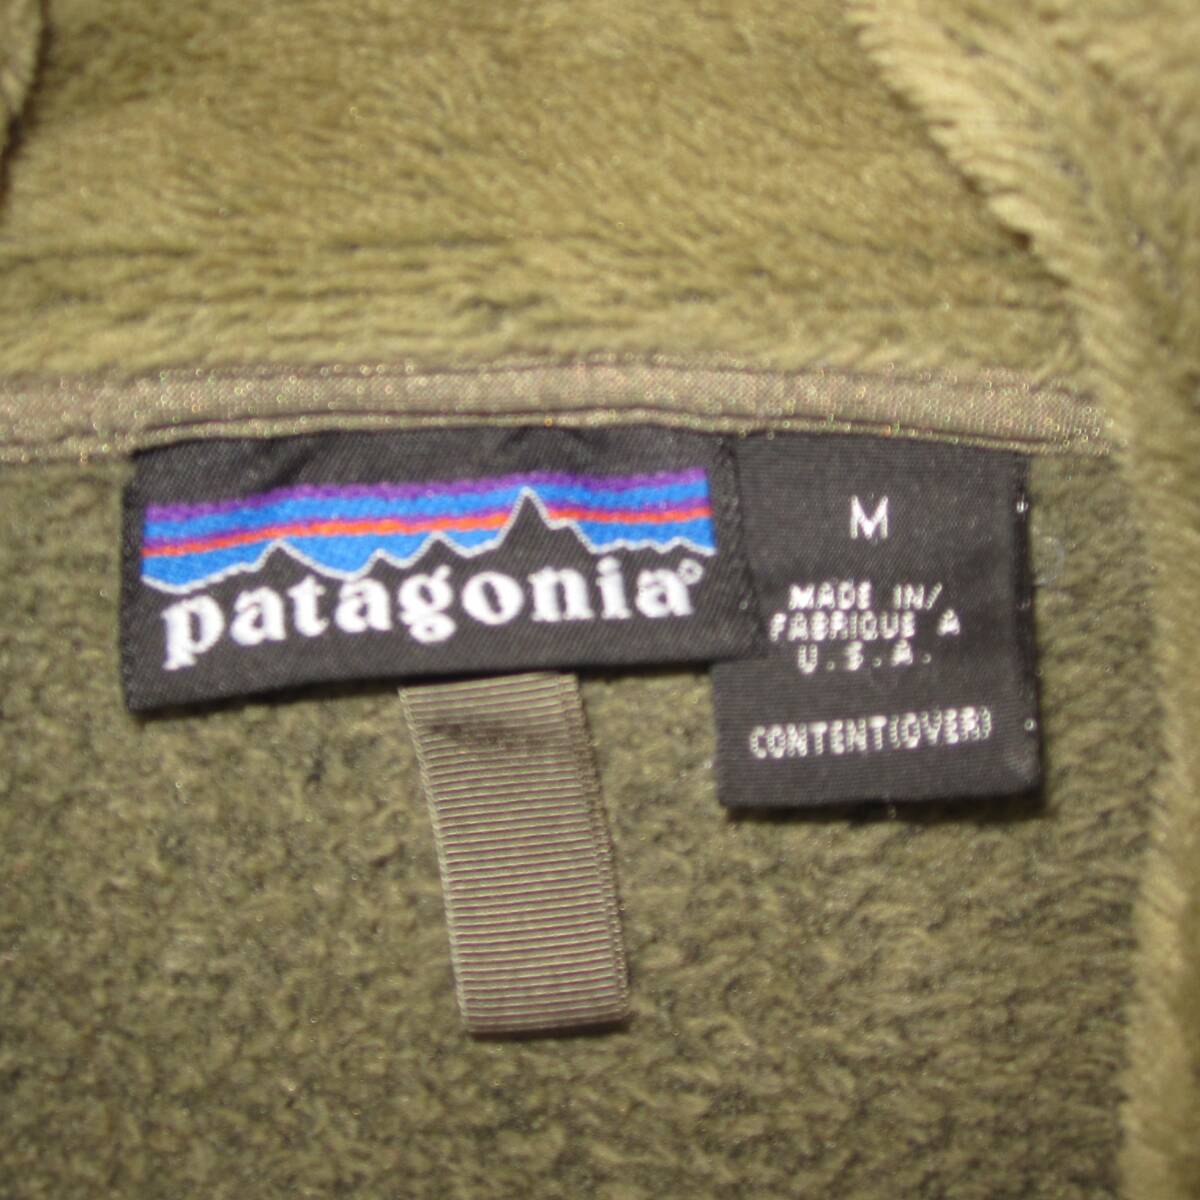 patagonia®
M
MADE IN/
FABRIQUE A
U.S.A.
CONTENT(OVER)